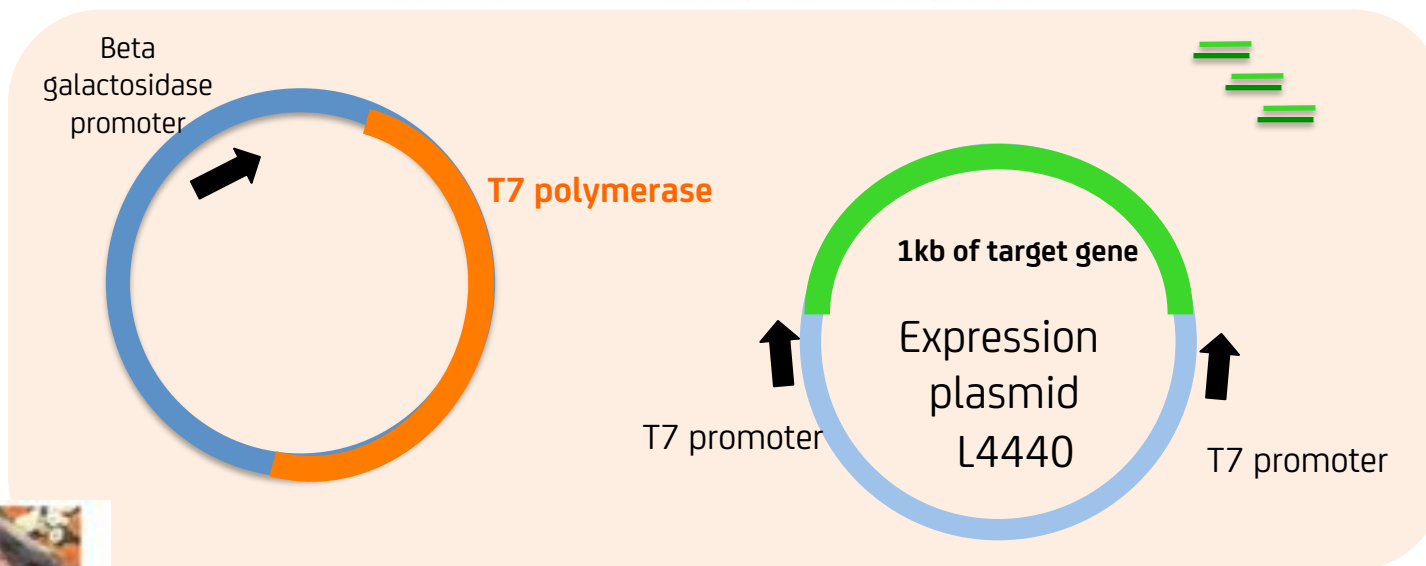 Beta
galactosidase
promoter
T7 polymerase
1kb of target gene
Expression
plasmid
L4440
T7 promoter
T7 promoter